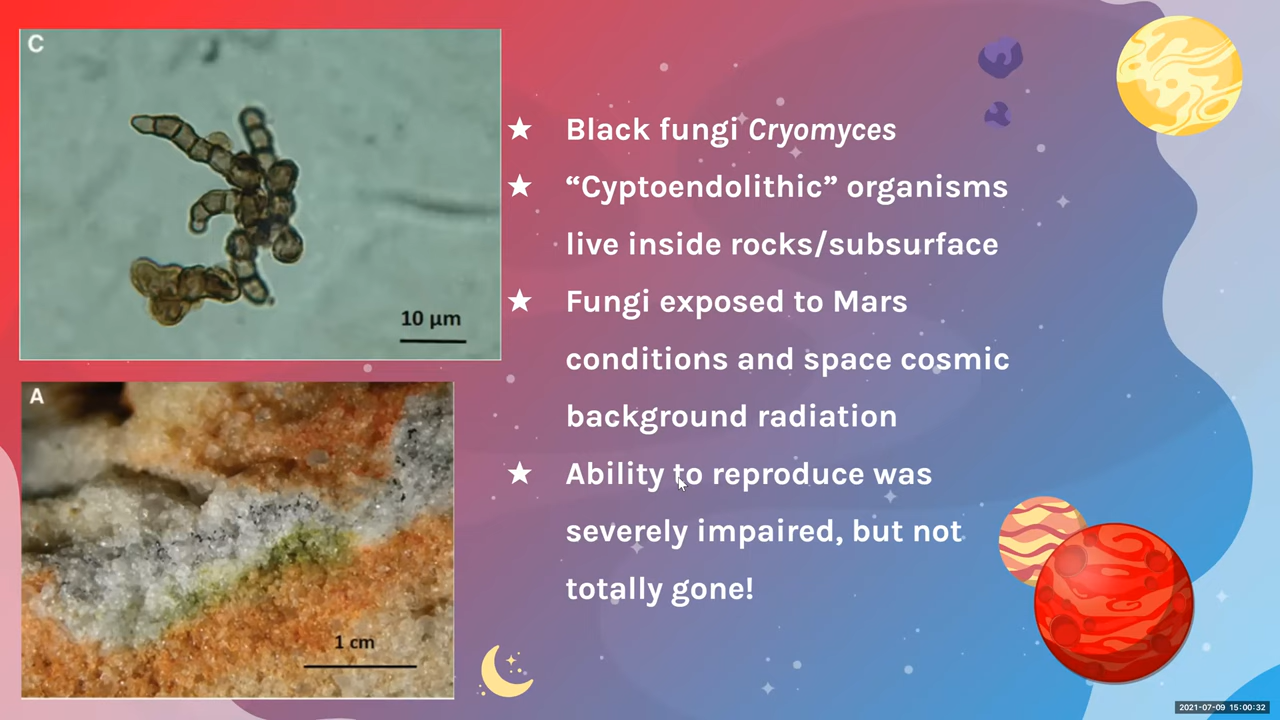 C
10 μm
A
1 cm
★ Black fungi Cryomyces
★ “Cyptoendolithic” organisms
live inside rocks/subsurface
★ Fungi exposed to Mars
conditions and space cosmic
background radiation
★ Ability to reproduce was
severely impaired, but not
totally gone!
2021-07-09 15:00:32